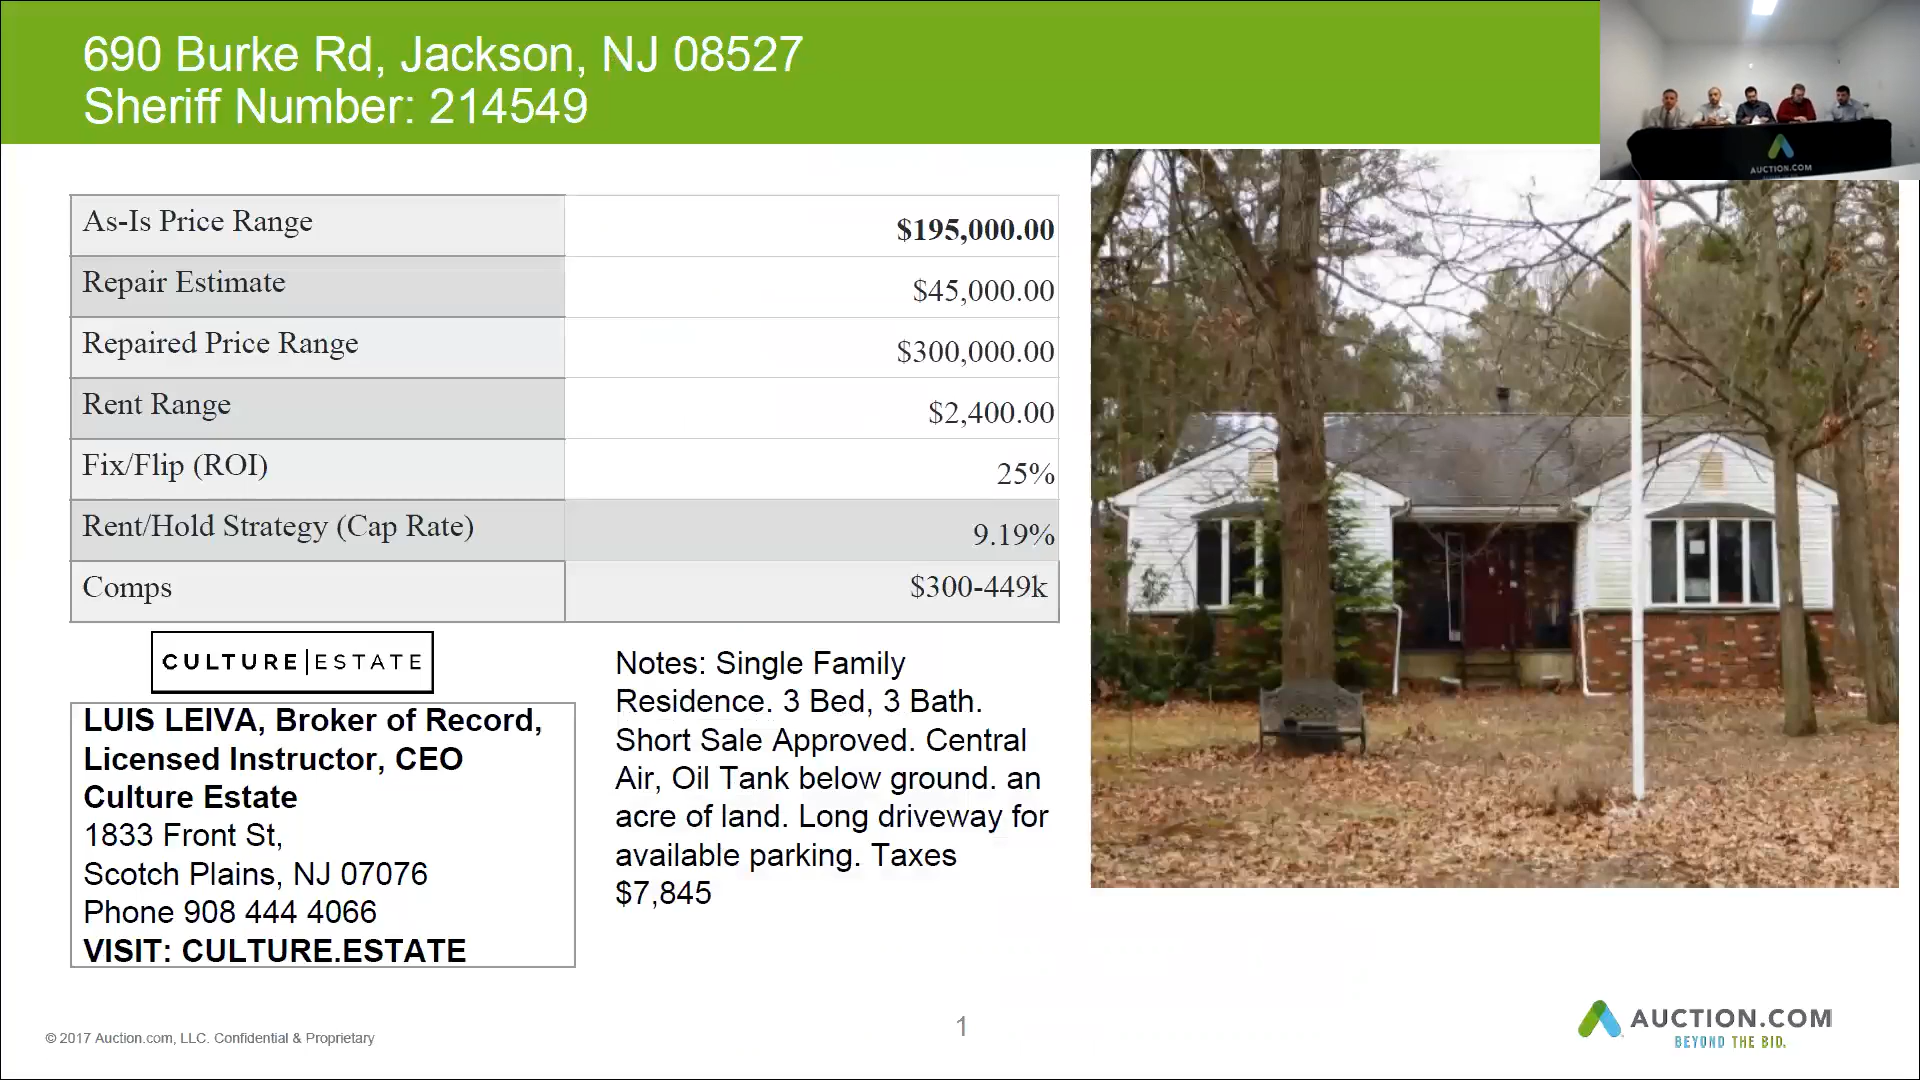 690 Burke Rd, Jackson, NJ 08527
Sheriff Number: 214549
AUCTION.COM
As-Is Price Range $195,000.00
Repair Estimate $45,000.00
Repaired Price Range $300,000.00
Rent Range $2,400.00
Fix/Flip (ROI) 25%
Rent/Hold Strategy (Cap Rate) 9.19%
Comps $300-449k
CULTURE|ESTATE
LUIS LEIVA, Broker of Record,
Licensed Instructor, CEO
Culture Estate
1833 Front St,
Scotch Plains, NJ 07076
Phone 908 444 4066
VISIT: CULTURE.ESTATE
Notes: Single Family
Residence. 3 Bed, 3 Bath.
Short Sale Approved. Central
Air, Oil Tank below ground. an
acre of land. Long driveway for
available parking. Taxes
$7,845
© 2017 Auction.com, LLC. Confidential & Proprietary
1
AUCTION.COM
BEYOND THE BID.